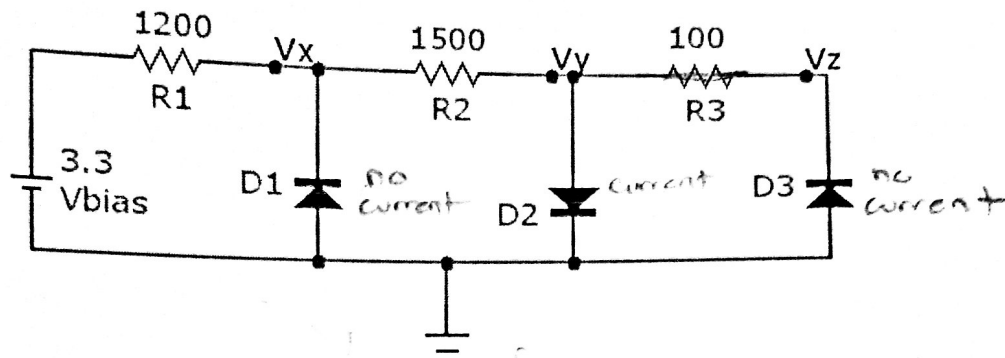 1200
Vx
1500
Vy
100
Vz
R1
R2
R3
3.3
Vbias
D1
no
current
D2
current
D3
no
current